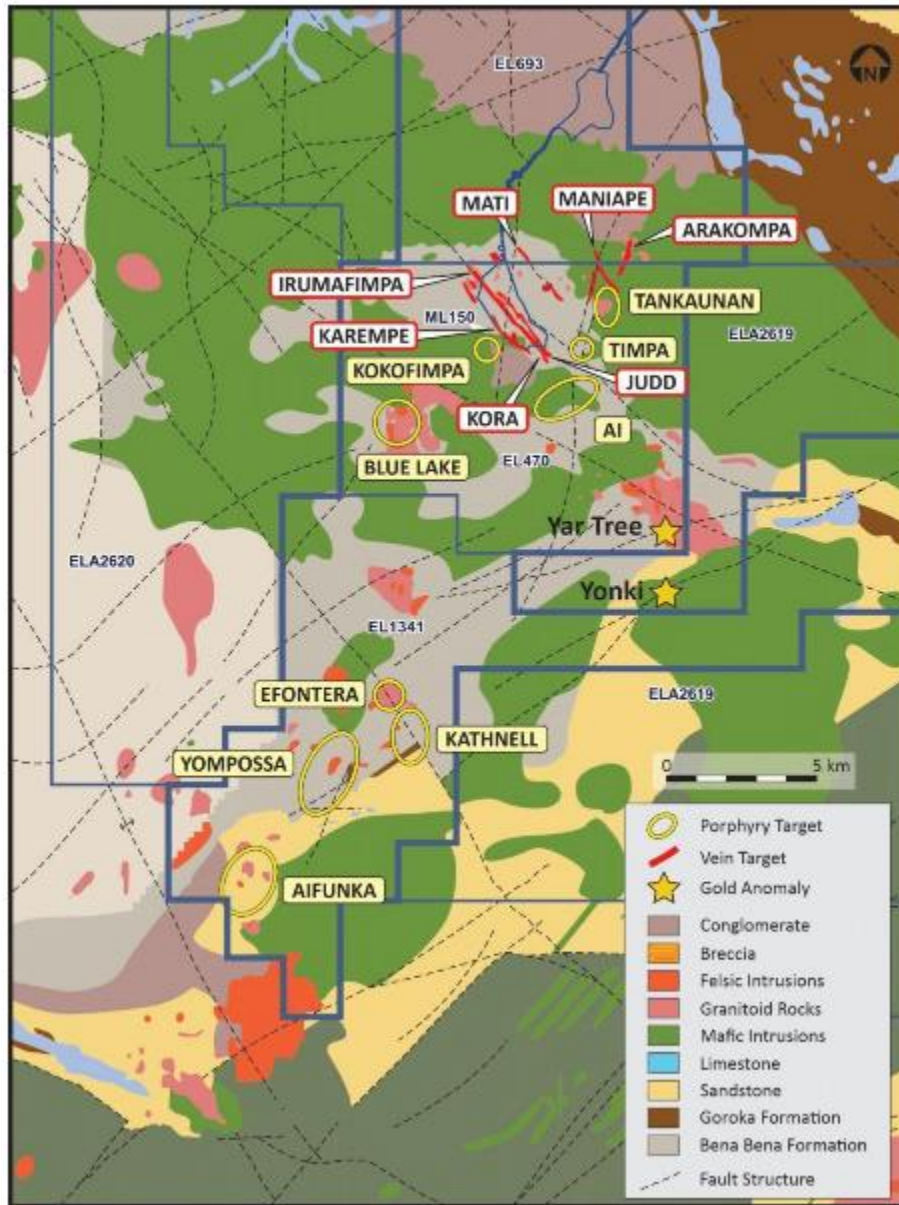 EL693
N
MATI
MANIAPE
ARAKOMPA
IRUMAFIMPA
TANKAUNAN
ML150
ELA2619
KAREMPE
TIMPA
KOKOFIMPA
JUDD
KORA
AI
BLUE LAKE
EL470
Yar Tree
ELA2620
Yonki
EL1341
EFONTERA
ELA2619
KATHNELL
YOMPOSSA
0 5 km
AIFUNKA
Porphyry Target
Vein Target
Gold Anomaly
Conglomerate
Breccia
Felsic Intrusions
Granitoid Rocks
Mafic Intrusions
Limestone
Sandstone
Goroka Formation
Bena Bena Formation
Fault Structure